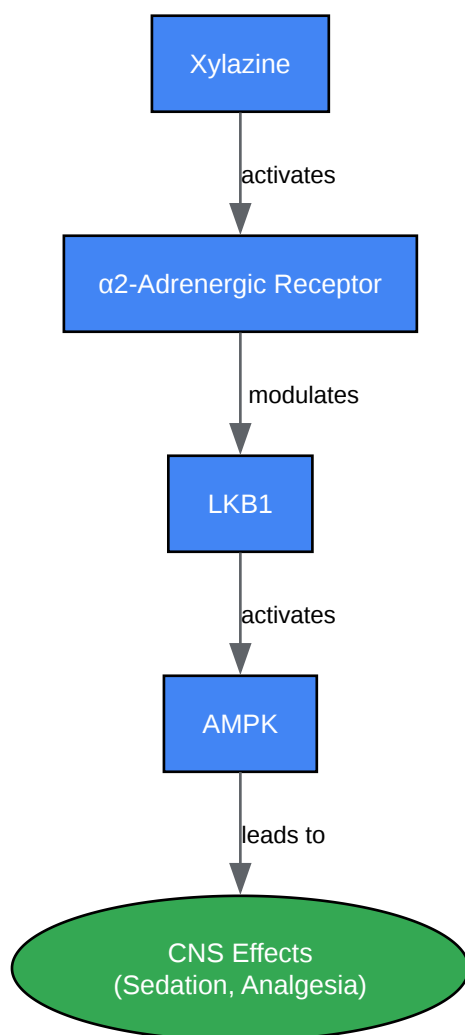 Xylazine
activates
α2-Adrenergic Receptor
modulates
LKB1
activates
AMPK
leads to
CNS Effects
(Sedation, Analgesia)